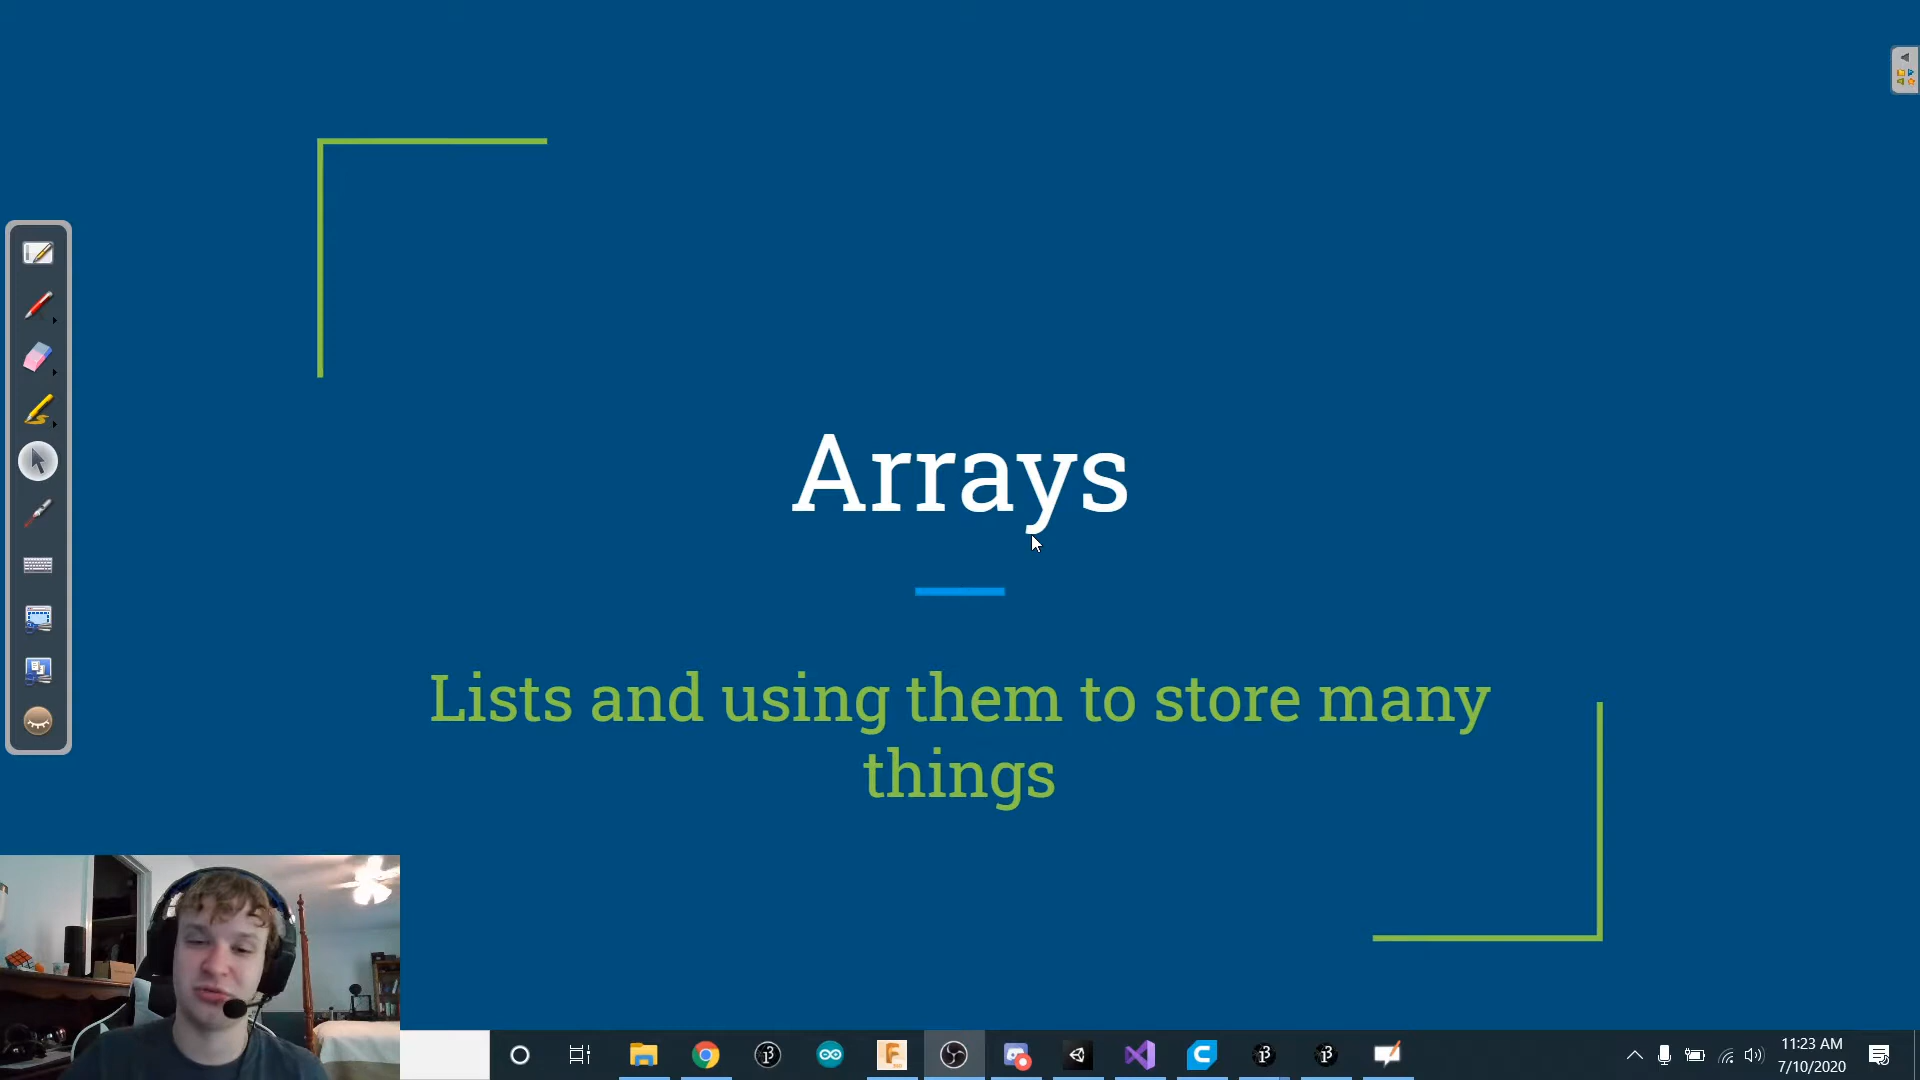 Arrays
Lists and using them to store many
things
11:23 AM
7/10/2020